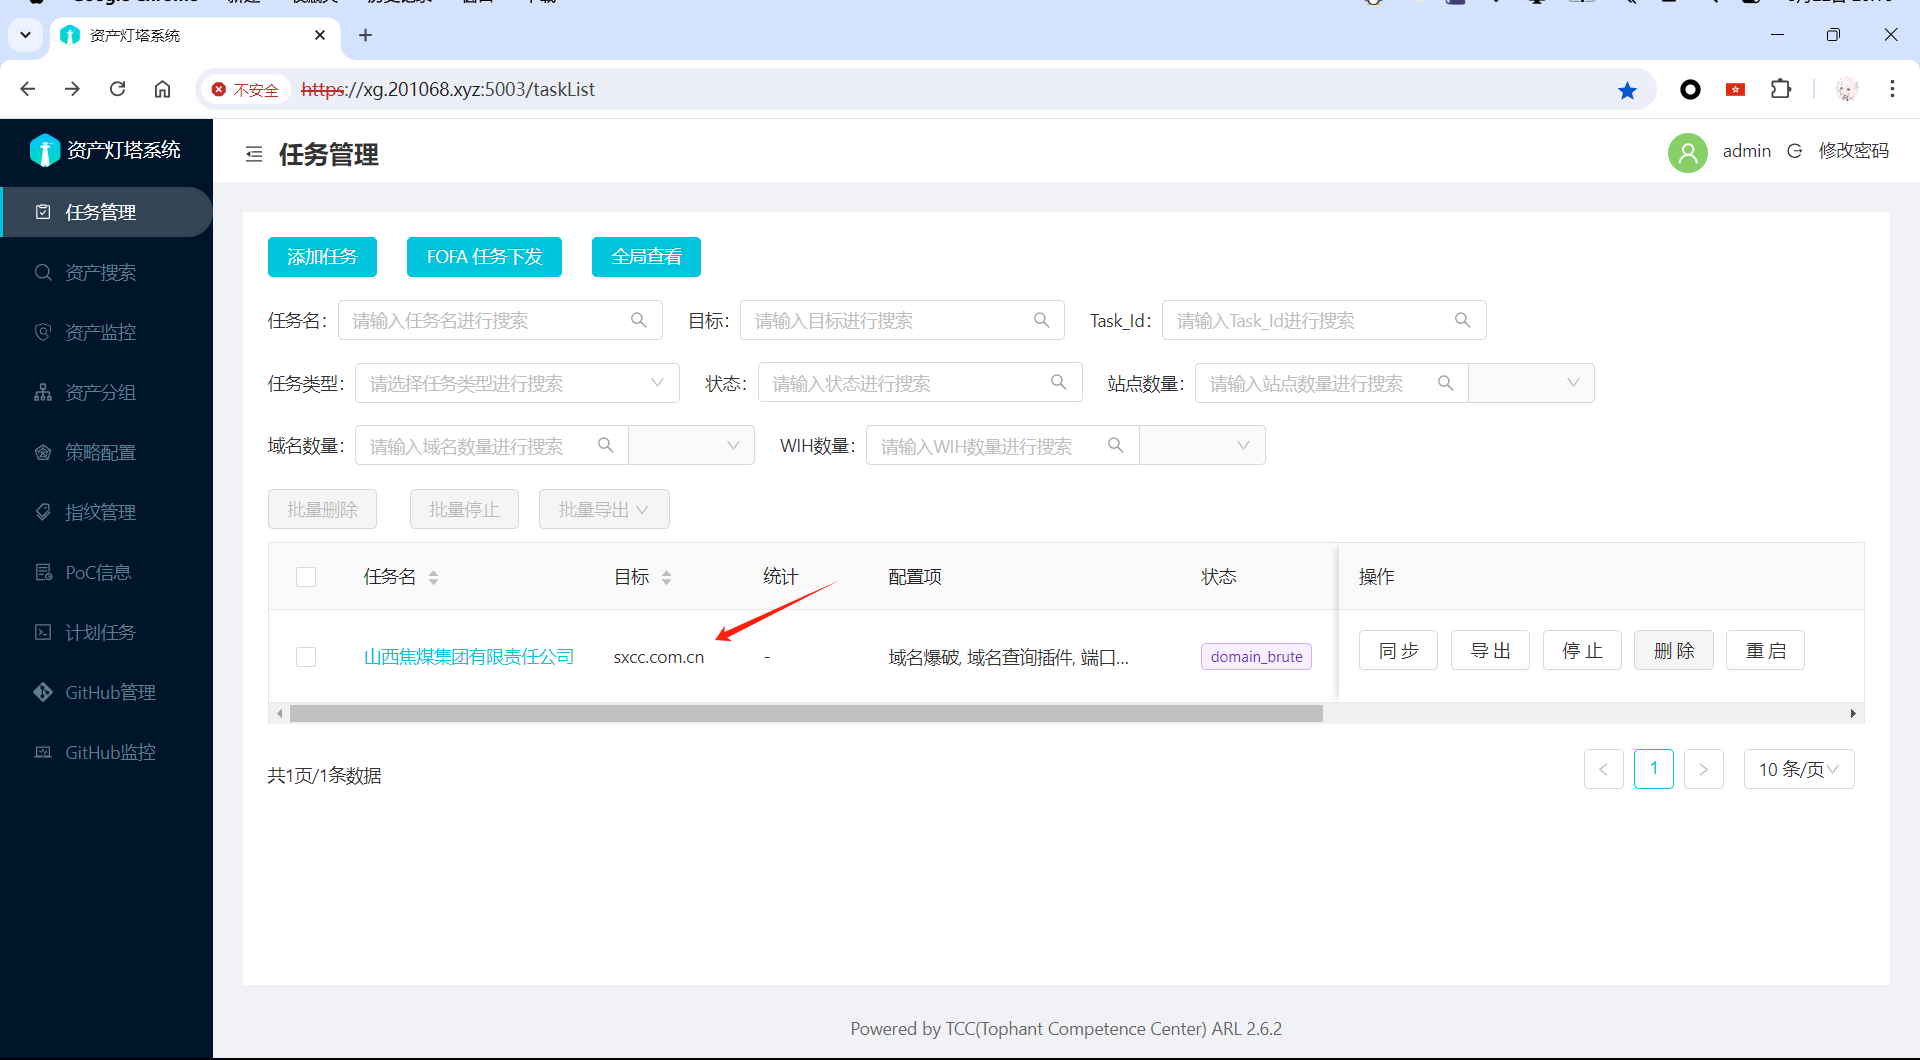 资产灯塔系统
不安全 https://xg.201068.xyz:5003/taskList
资产灯塔系统
任务管理
资产搜索
资产监控
资产分组
策略配置
指纹管理
PoC信息
计划任务
GitHub管理
GitHub监控
任务管理
admin 修改密码
添加任务 FOFA 任务下发 全局查看
任务名: 请输入任务名进行搜索 目标: 请输入目标进行搜索 Task_Id: 请输入Task_Id进行搜索
任务类型: 请选择任务类型进行搜索 状态: 请输入状态进行搜索 站点数量: 请输入站点数量进行搜索
域名数量: 请输入域名数量进行搜索 WIH数量: 请输入WIH数量进行搜索
批量删除 批量停止 批量导出
任务名 目标 统计 配置项 状态 操作
山西焦煤集团有限责任公司 sxcc.com.cn - 域名爆破, 域名查询插件, 端口... domain_brute 同 步 导 出 停 止 删 除 重 启
共1页/1条数据
< 1 > 10 条/页
Powered by TCC(Tophant Competence Center) ARL 2.6.2